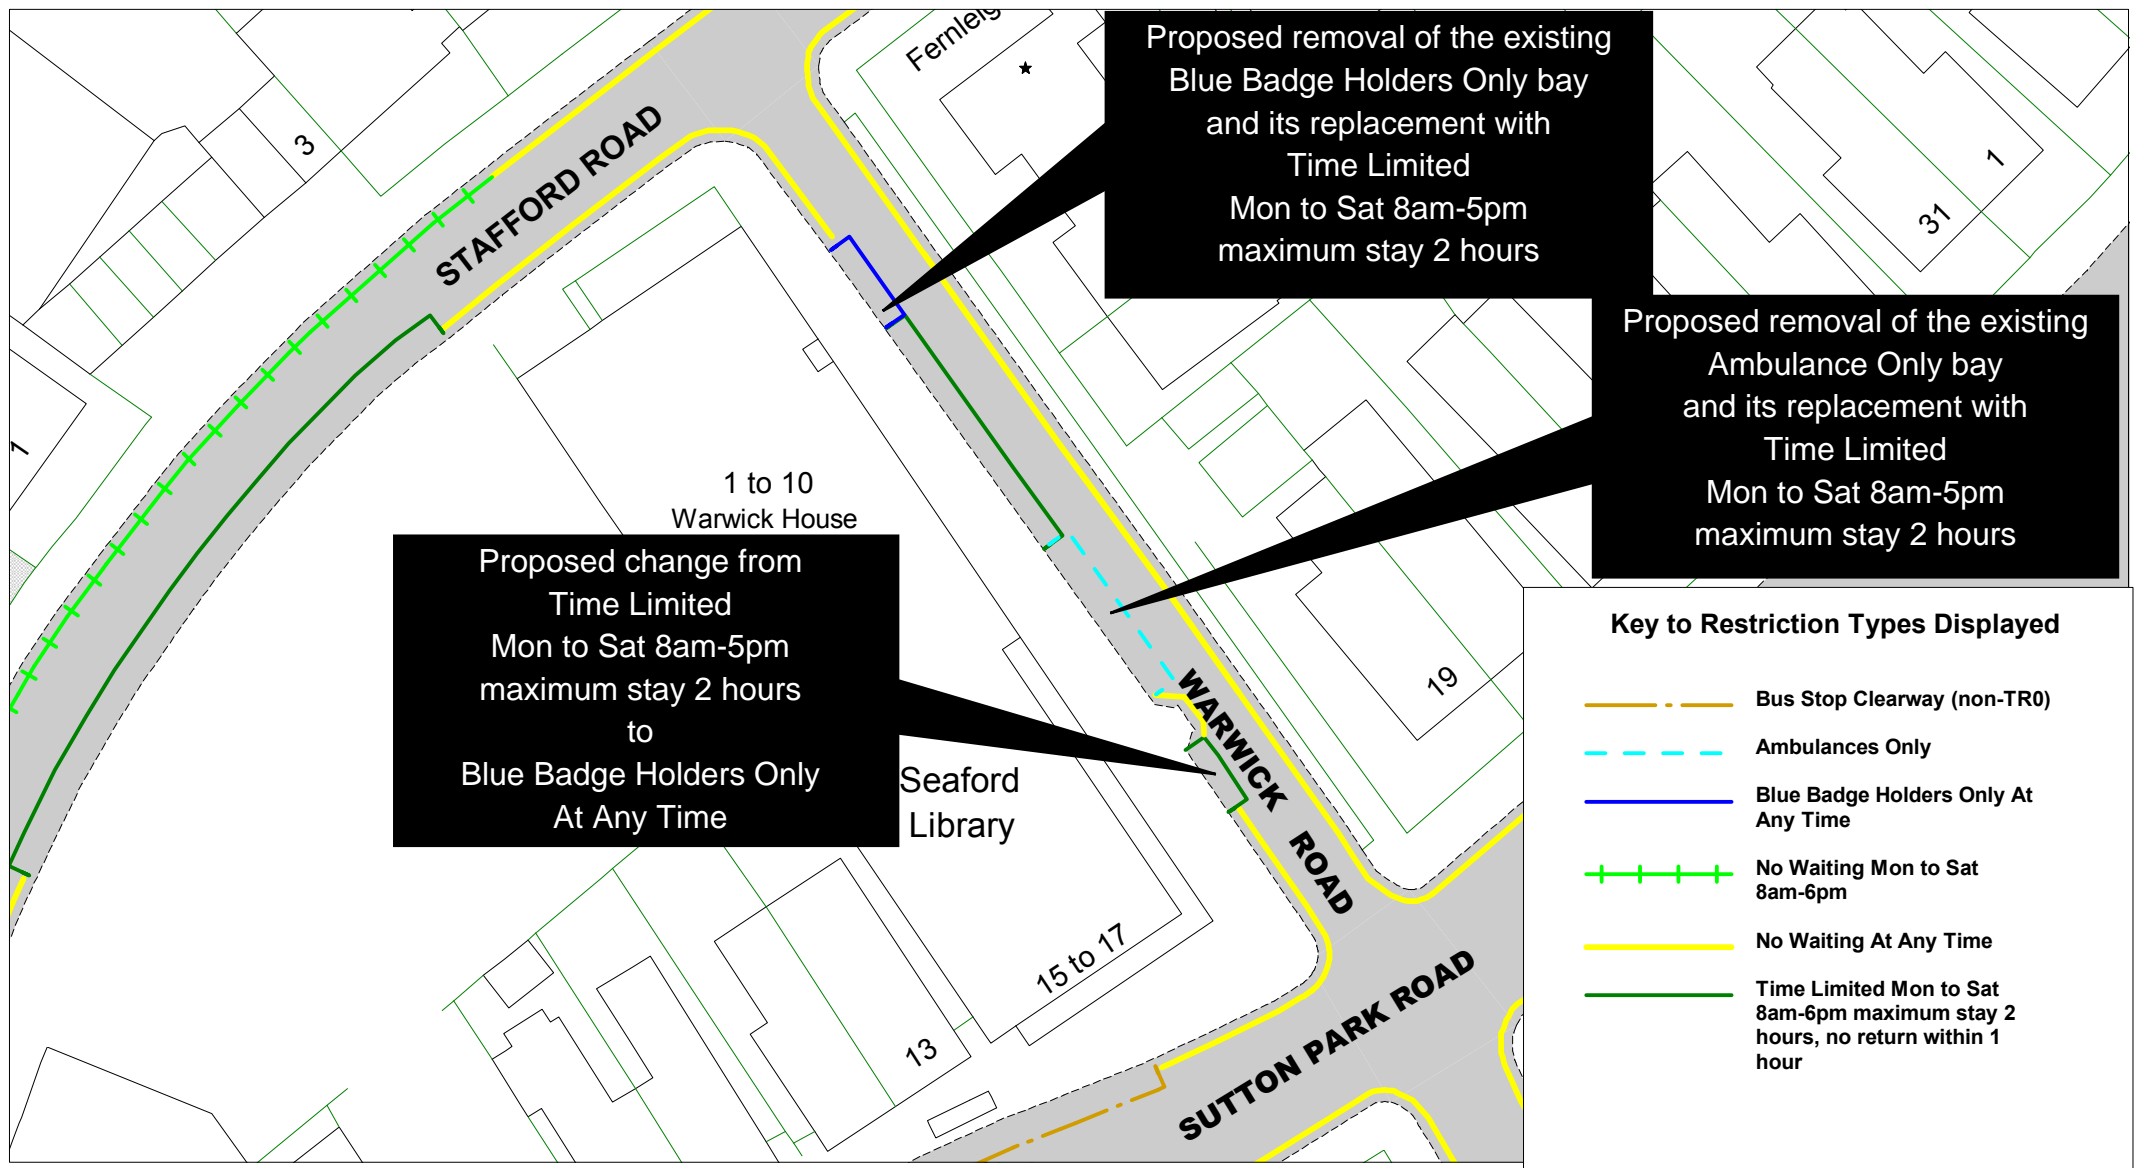 Fernleig
Proposed removal of the existing
Blue Badge Holders Only bay
and its replacement with
Time Limited
Mon to Sat 8am-5pm
maximum stay 2 hours
3
STAFFORD ROAD
1
31
Proposed removal of the existing
Ambulance Only bay
and its replacement with
Time Limited
Mon to Sat 8am-5pm
maximum stay 2 hours
1
1 to 10
Warwick House
Proposed change from
Time Limited
Mon to Sat 8am-5pm
maximum stay 2 hours
to
Blue Badge Holders Only
At Any Time
Seaford
Library
WARWICK ROAD
19
15 to 17
13
SUTTON PARK ROAD
Key to Restriction Types Displayed
Bus Stop Clearway (non-TR0)
Ambulances Only
Blue Badge Holders Only At
Any Time
No Waiting Mon to Sat
8am-6pm
No Waiting At Any Time
Time Limited Mon to Sat
8am-6pm maximum stay 2
hours, no return within 1
hour